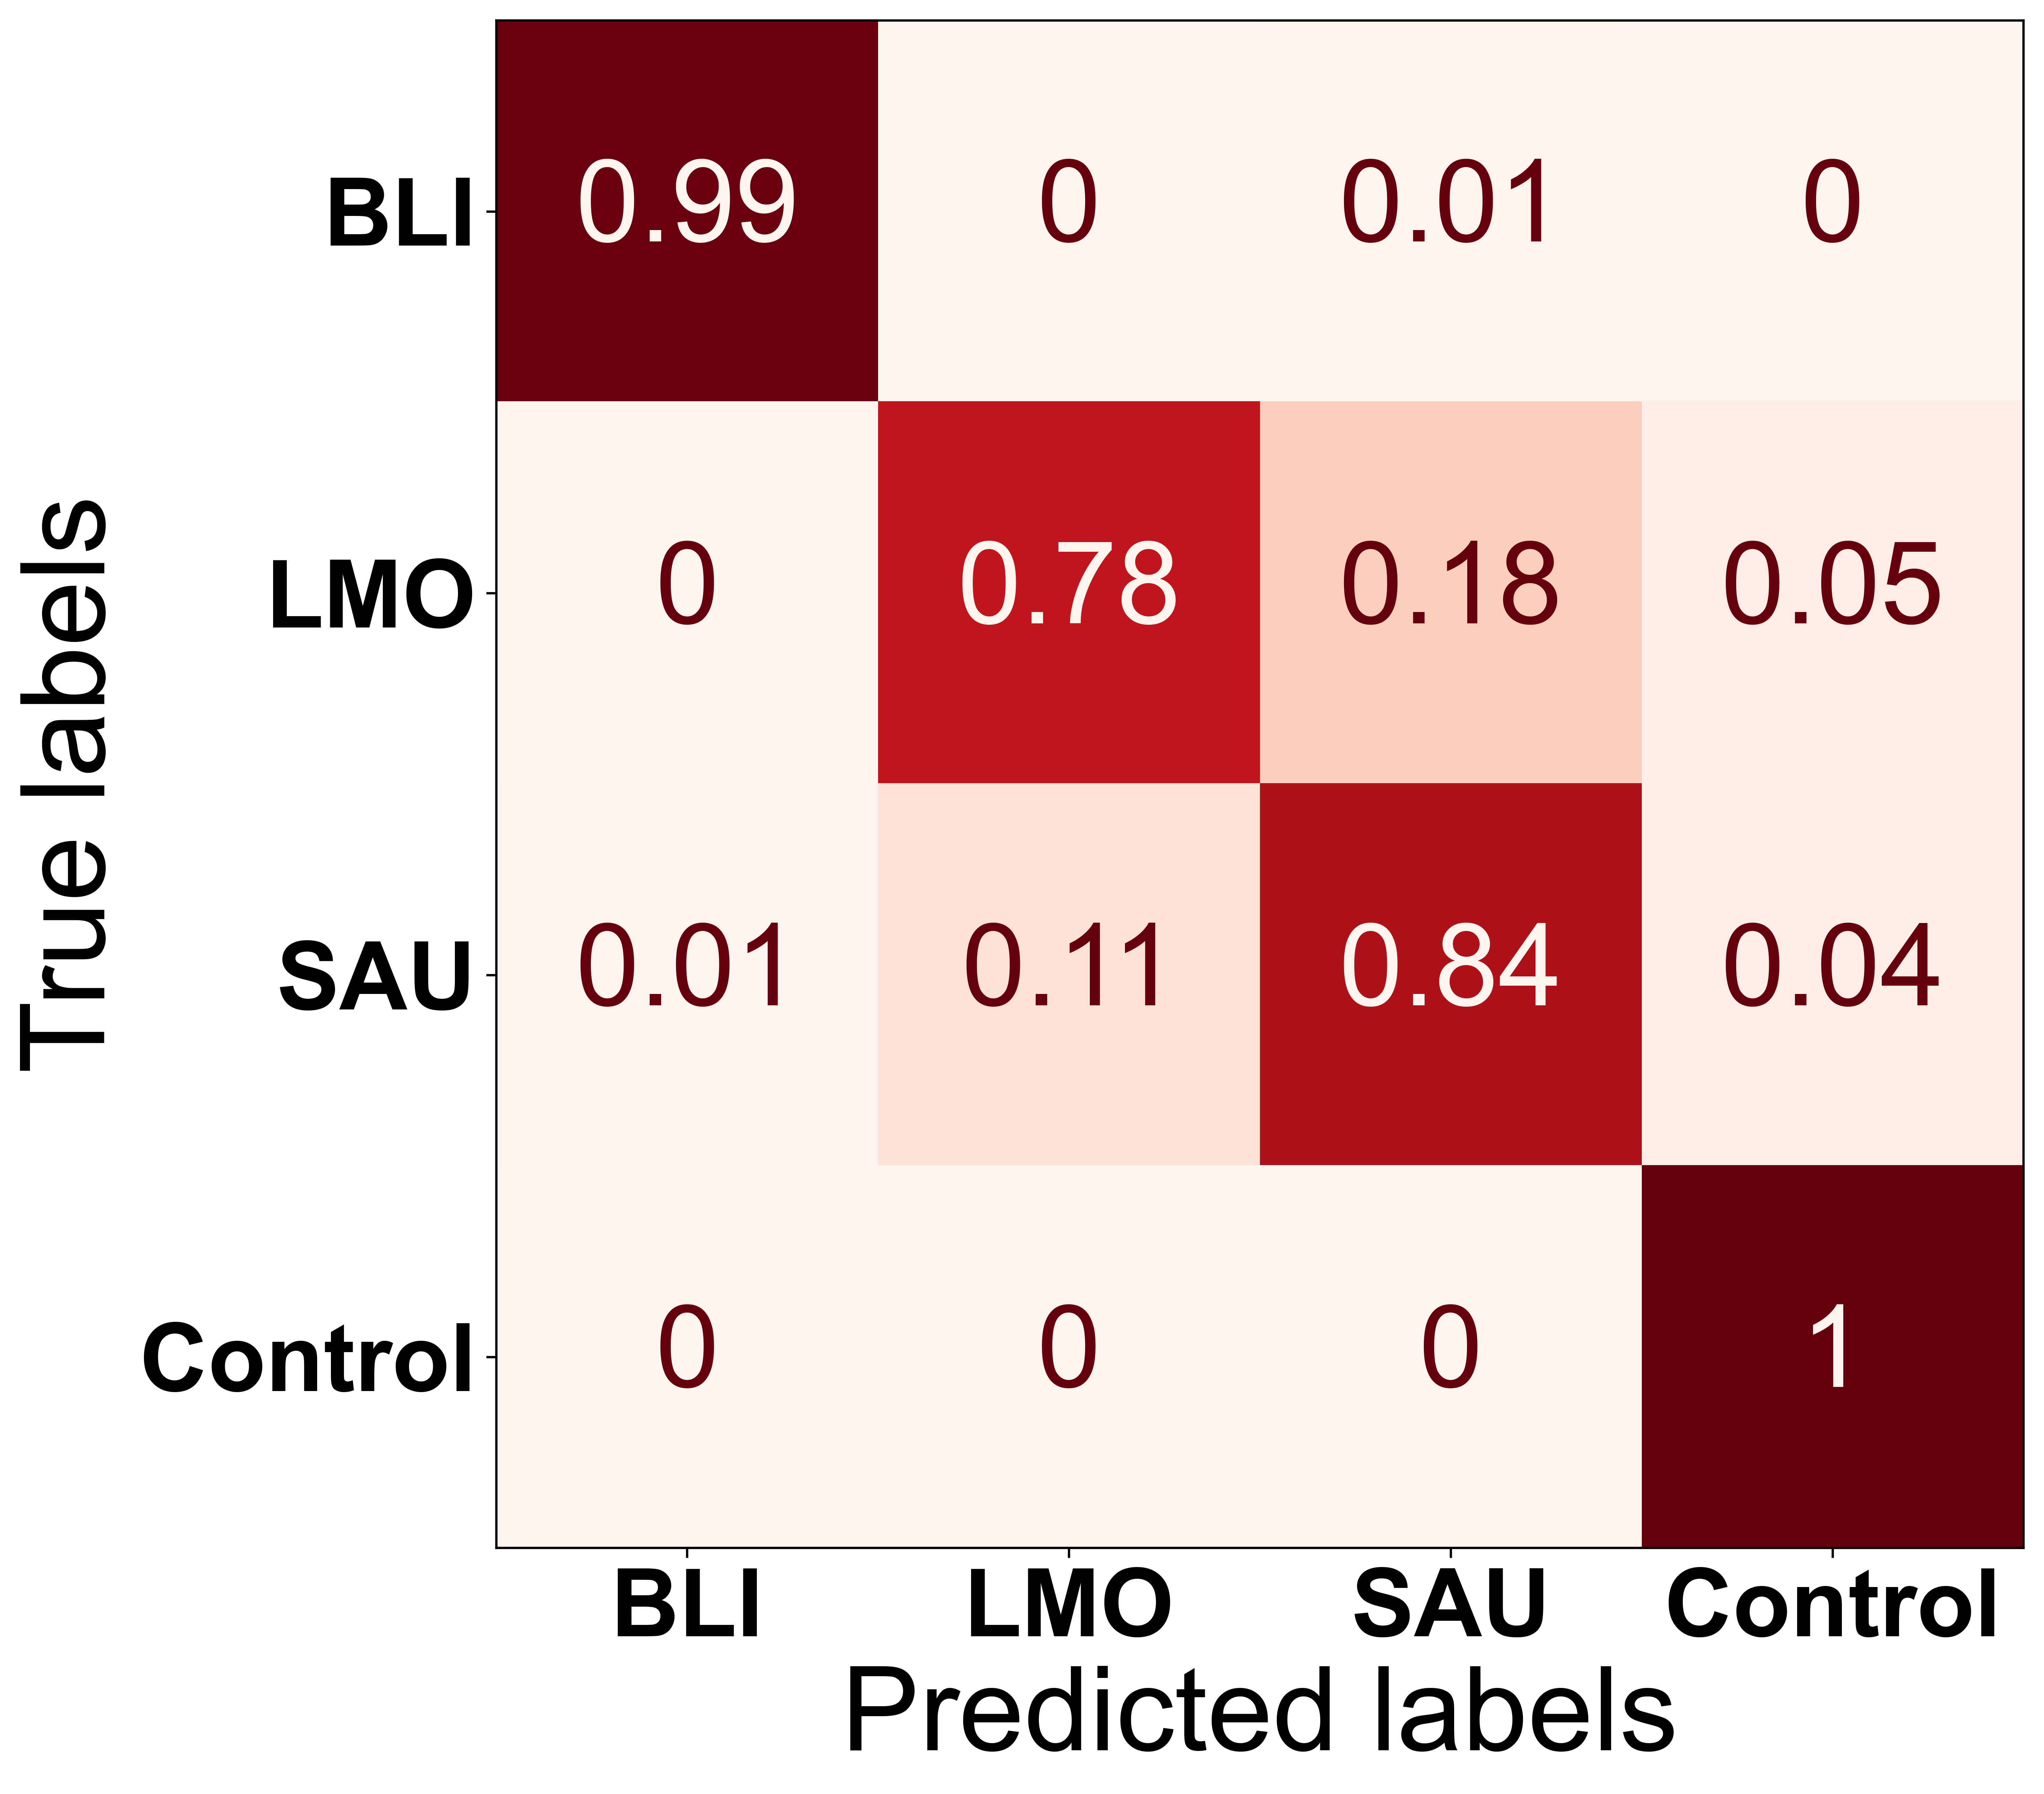 True labels
BLI 0.99 0 0.01 0
LMO 0 0.78 0.18 0.05
SAU 0.01 0.11 0.84 0.04
Control 0 0 0 1
BLI LMO SAU Control
Predicted labels